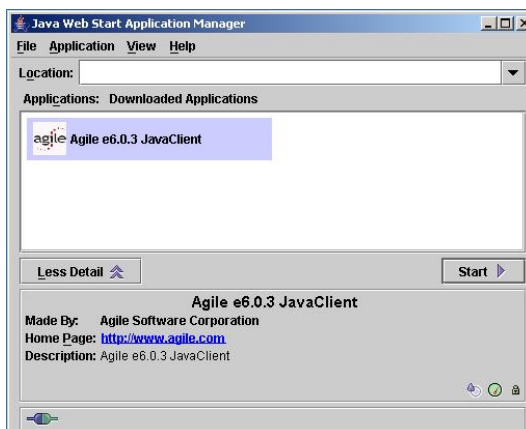 Java Web Start Application Manager
File Application View Help
Location:
Applications: Downloaded Applications
agile Agile e6.0.3 JavaClient
Less Detail
Start
Agile e6.0.3 JavaClient
Made By: Agile Software Corporation
Home Page: http://www.agile.com
Description: Agile e6.0.3 JavaClient